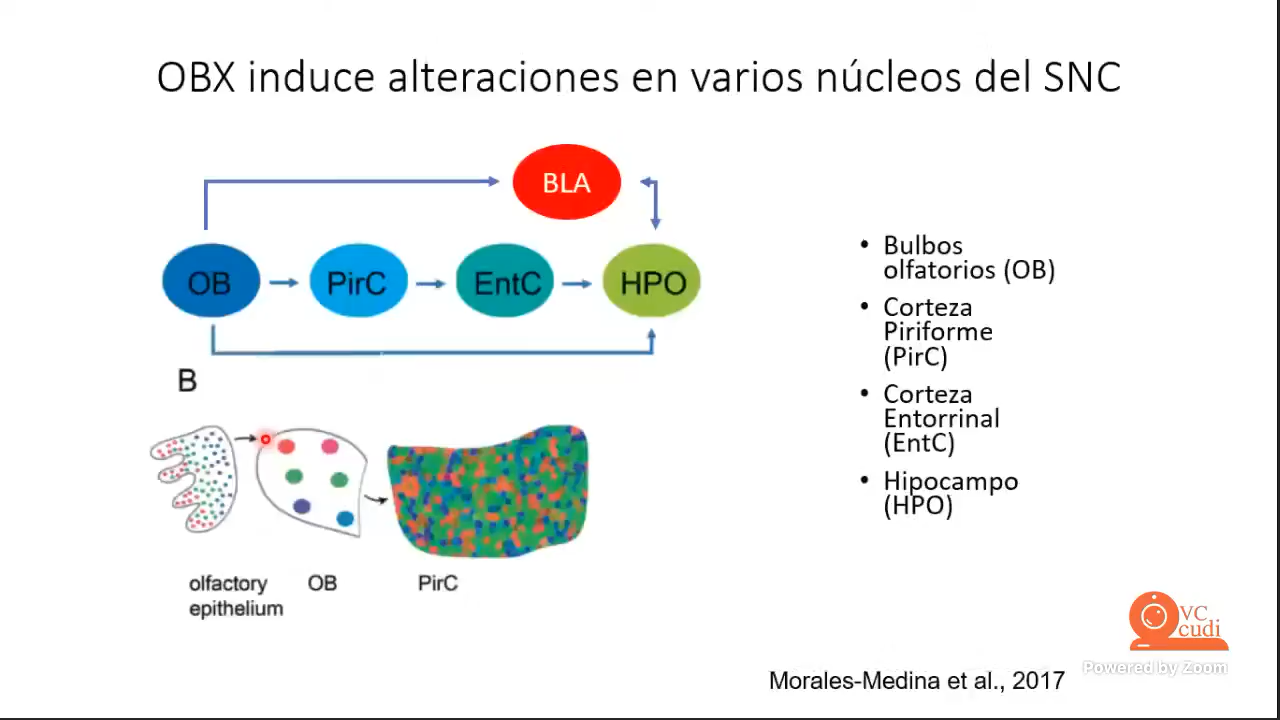 OBX induce alteraciones en varios núcleos del SNC
BLA
OB
PirC
EntC
HPO
B
olfactory
epithelium
OB
PirC
• Bulbos
olfatorios (OB)
• Corteza
Piriforme
(PirC)
• Corteza
Entorrinal
(EntC)
• Hipocampo
(HPO)
VC
cudi
Powered by Zoom
Morales-Medina et al., 2017